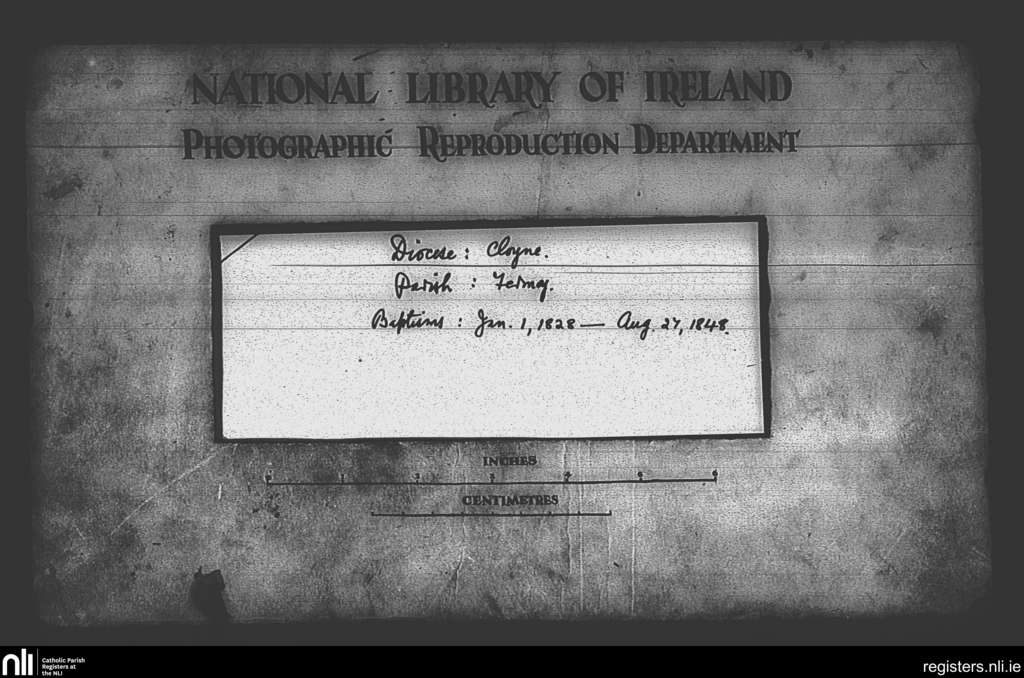 NATIONAL LIBRARY OF IRELAND
PHOTOGRAPHIC REPRODUCTION DEPARTMENT
Diocese : Cloyne.
Parish : Fermoy.
Baptisms : Jan. 1, 1828 — Aug. 27, 1848.
INCHES
CENTIMETRES
nli
Catholic Parish
Registers at
the NLI
registers.nli.ie